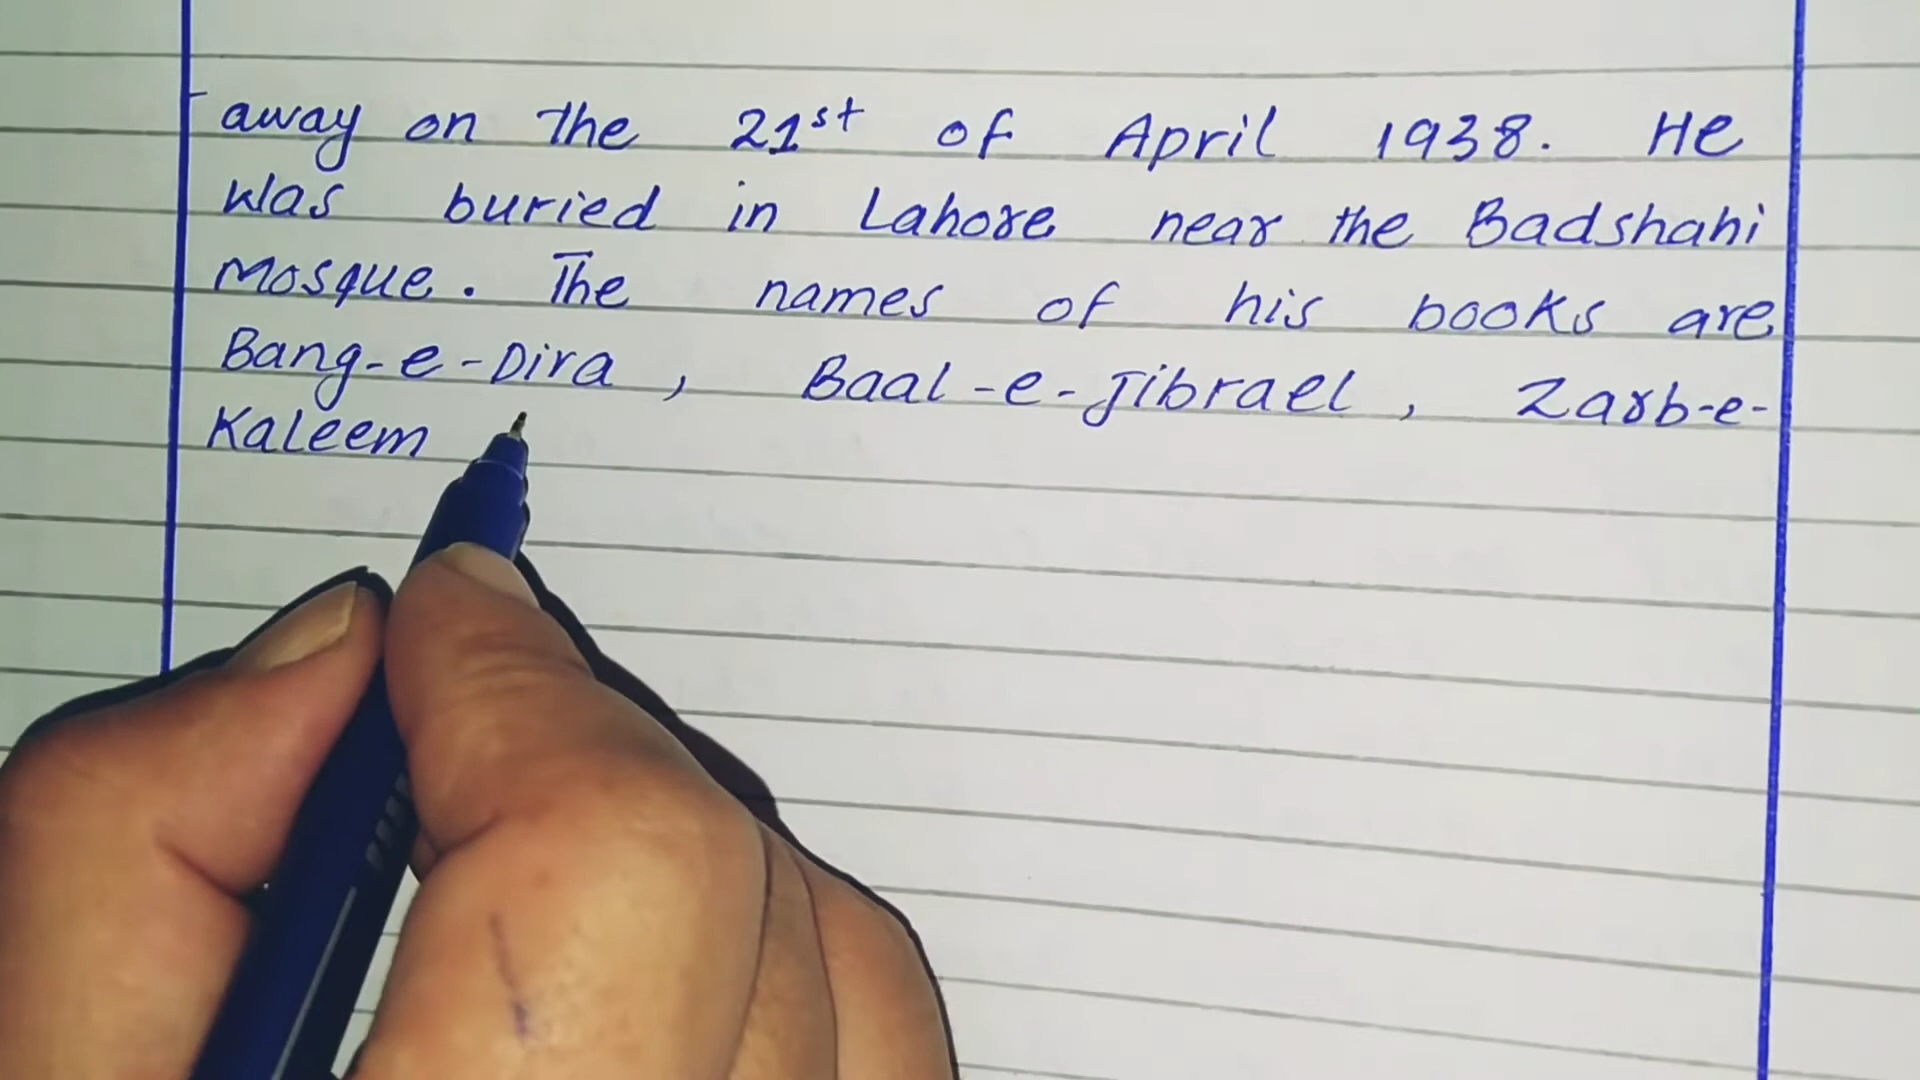 away on the 21st of April 1938. He
was buried in Lahore near the Badshahi
Mosque. The names of his books are
Bang-e-Dira, Baal-e-Jibrael, Zarb-e-
Kaleem